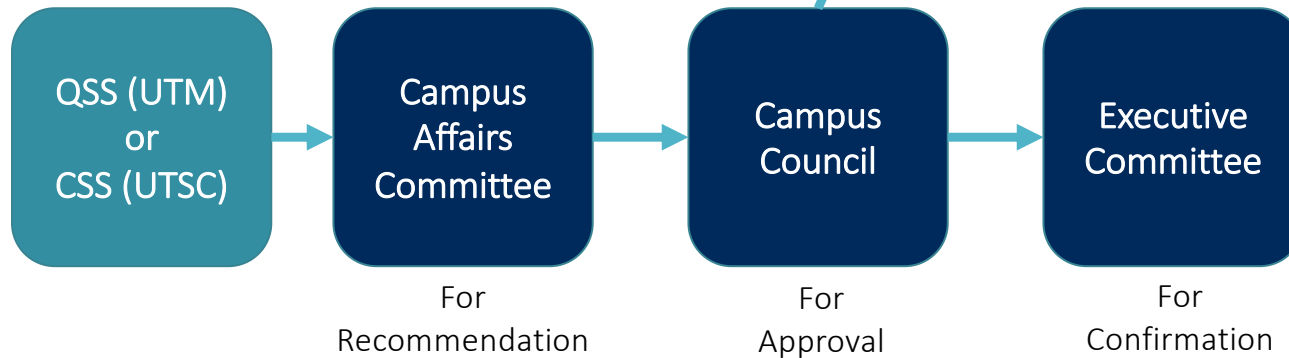 QSS (UTM)
or
CSS (UTSC)
Campus
Affairs
Committee
Campus
Council
Executive
Committee
For
Recommendation
For
Approval
For
Confirmation